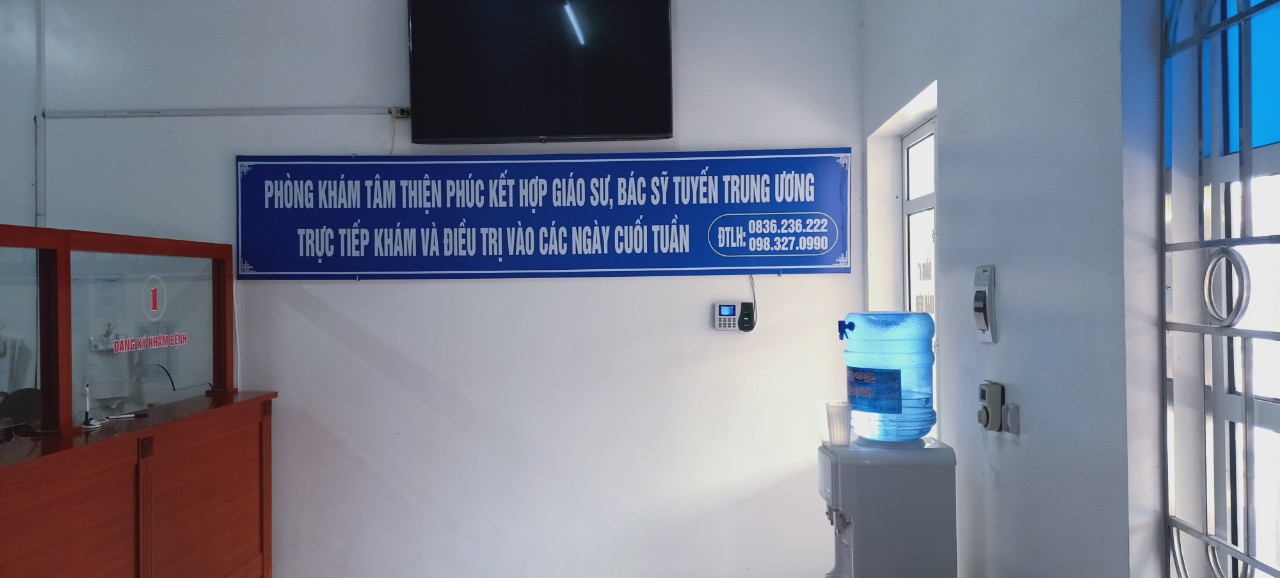 PHÒNG KHÁM TÂM THIỆN PHÚC KẾT HỢP GIÁO SƯ, BÁC SỸ TUYẾN TRUNG ƯƠNG
TRỰC TIẾP KHÁM VÀ ĐIỀU TRỊ VÀO CÁC NGÀY CUỐI TUẦN
ĐTLH: 0836.236.222
098.327.0990
1
ĐĂNG KÝ KHÁM BỆNH